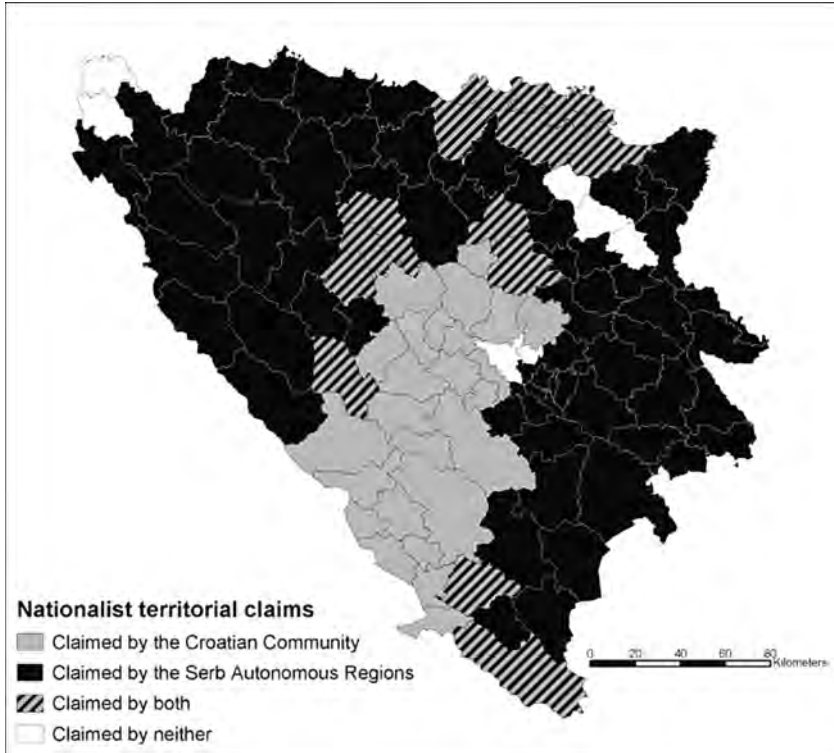 Nationalist territorial claims
Claimed by the Croatian Community
Claimed by the Serb Autonomous Regions
Claimed by both
Claimed by neither
0 20 40 60 80
Kilometers